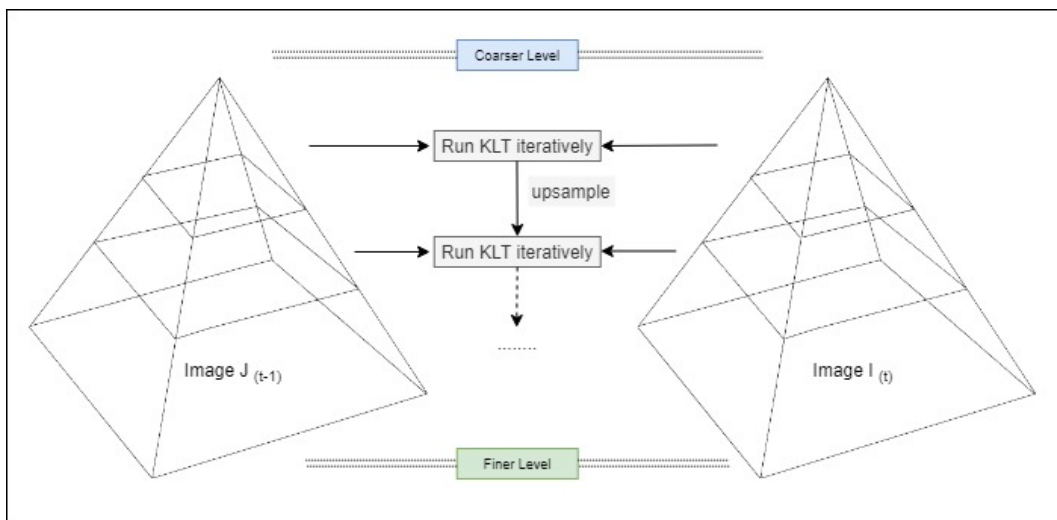 Coarser Level
Run KLT iteratively
upsample
Run KLT iteratively
........
Image J (t-1)
Image I (t)
Finer Level